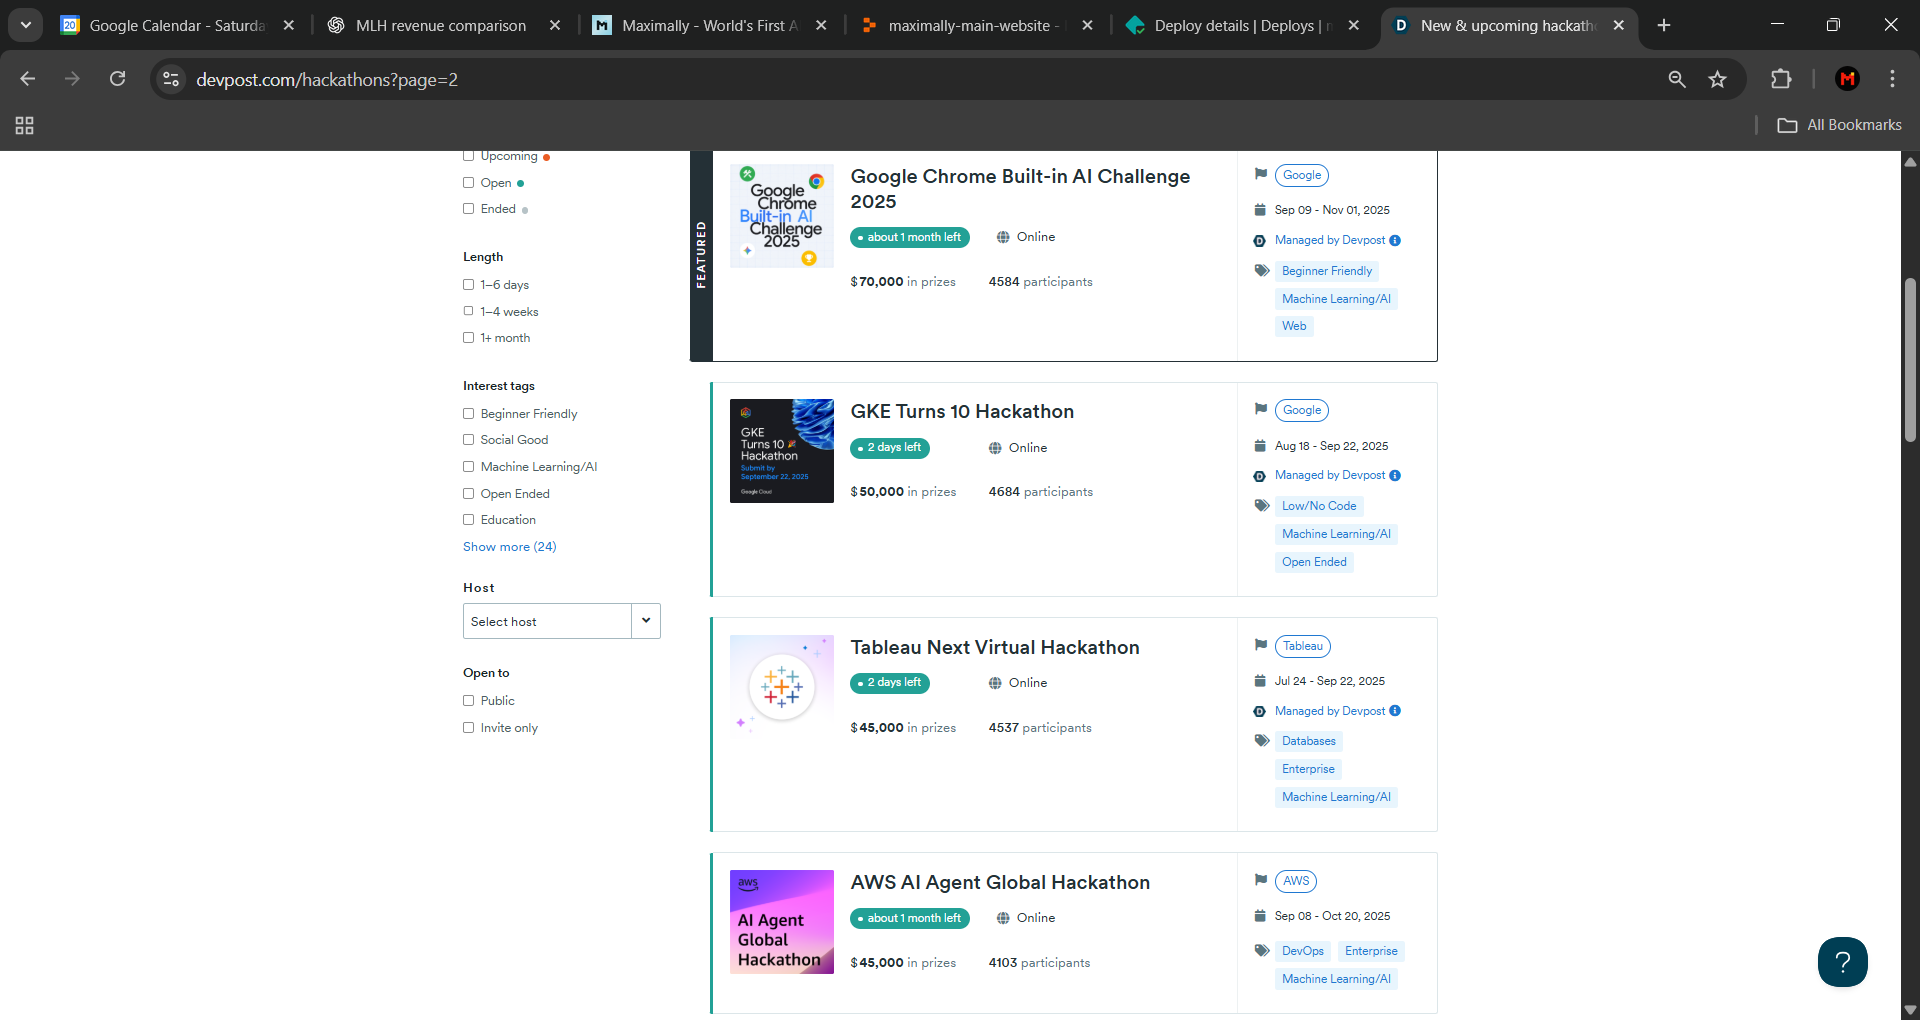 20
Google Calendar - Saturda
MLH revenue comparison
M
Maximally - World's First A
maximally-main-website -
Deploy details | Deploys |
D
New & upcoming hackath
devpost.com/hackathons?page=2
M
All Bookmarks
Upcoming
Open
Ended
Length
1–6 days
1–4 weeks
1+ month
Interest tags
Beginner Friendly
Social Good
Machine Learning/AI
Open Ended
Education
Show more (24)
Host
Select host
Open to
Public
Invite only
FEATURED
Google
Chrome
Built-in AI
Challenge
2025
Google Chrome Built-in AI Challenge
2025
about 1 month left
Online
$70,000 in prizes
4584 participants
Google
Sep 09 - Nov 01, 2025
D
Managed by Devpost i
Beginner Friendly
Machine Learning/AI
Web
GKE
Turns 10
Hackathon
Submit by
September 22, 2025
Google Cloud
GKE Turns 10 Hackathon
2 days left
Online
$50,000 in prizes
4684 participants
Google
Aug 18 - Sep 22, 2025
D
Managed by Devpost i
Low/No Code
Machine Learning/AI
Open Ended
Tableau Next Virtual Hackathon
2 days left
Online
$45,000 in prizes
4537 participants
Tableau
Jul 24 - Sep 22, 2025
D
Managed by Devpost i
Databases
Enterprise
Machine Learning/AI
aws
AI Agent
Global
Hackathon
AWS AI Agent Global Hackathon
about 1 month left
Online
$45,000 in prizes
4103 participants
AWS
Sep 08 - Oct 20, 2025
DevOps
Enterprise
Machine Learning/AI
?